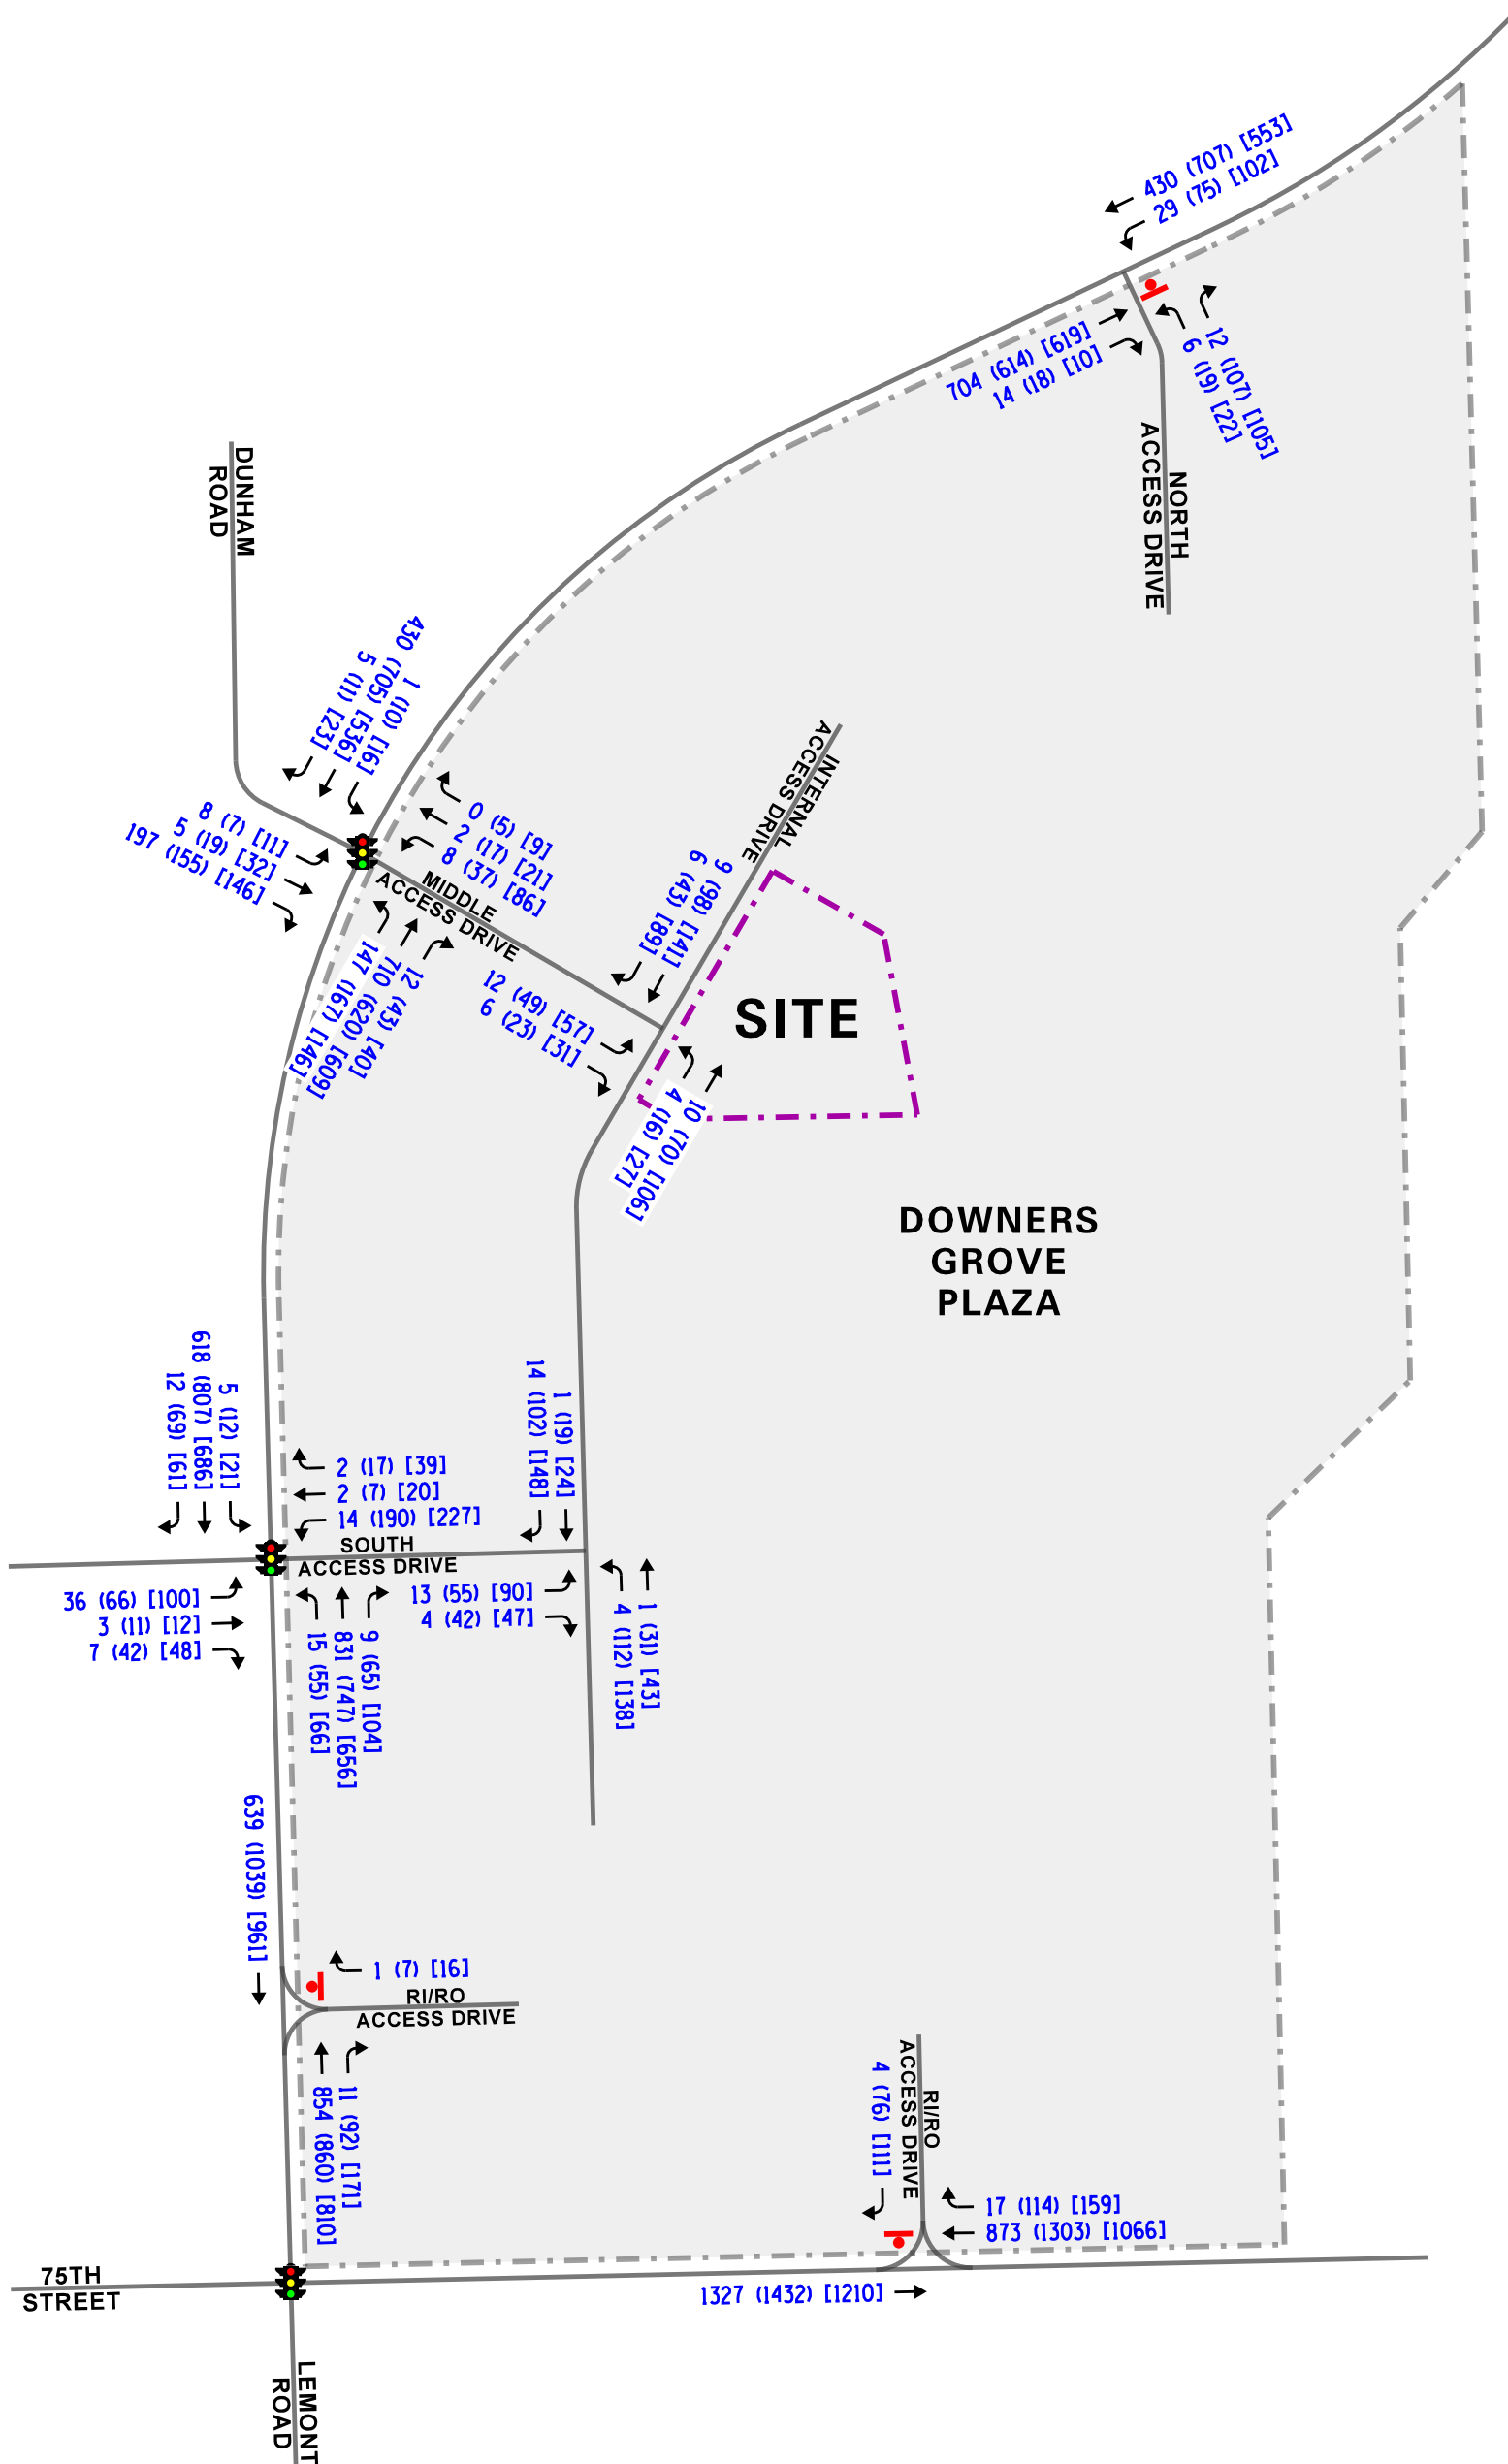 430 (707) [553]
29 (75) [102]
704 (614) [619]
14 (18) [10]
12 (107) [105]
6 (19) [22]
NORTH
ACCESS DRIVE
DUNHAM
ROAD
1 (10) [16]
430 (705) [536]
5 (11) [23]
8 (7) [11]
5 (19) [32]
197 (155) [146]
0 (5) [9]
2 (17) [21]
8 (37) [86]
MIDDLE
ACCESS DRIVE
147 (167) [146]
710 (620) [609]
12 (43) [40]
INTERNAL
ACCESS DRIVE
9 (98) [141]
6 (43) [89]
12 (49) [57]
6 (23) [31]
SITE
10 (70) [106]
4 (16) [27]
DOWNERS
GROVE
PLAZA
5 (12) [21]
618 (807) [686]
12 (69) [61]
1 (19) [24]
14 (102) [148]
2 (17) [39]
2 (7) [20]
14 (190) [227]
SOUTH
ACCESS DRIVE
36 (66) [100]
3 (11) [12]
7 (42) [48]
9 (65) [104]
831 (747) [656]
15 (55) [66]
13 (55) [90]
4 (42) [47]
1 (31) [43]
4 (112) [138]
639 (1039) [961]
1 (7) [16]
RI/RO
ACCESS DRIVE
11 (92) [171]
854 (860) [810]
RI/RO
ACCESS DRIVE
4 (76) [111]
17 (114) [159]
873 (1303) [1066]
1327 (1432) [1210]
75TH
STREET
LEMONT
ROAD